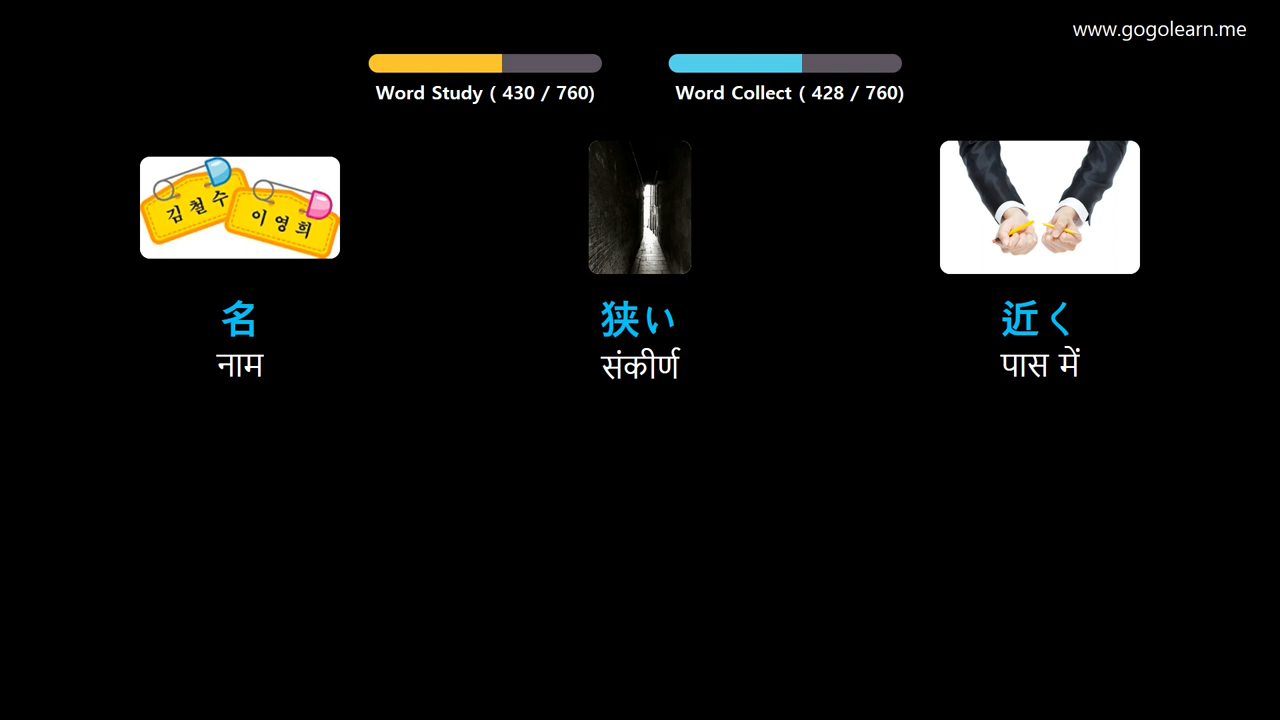 www.gogolearn.me
Word Study ( 430 / 760)
Word Collect ( 428 / 760)
김철수
이영희
名
नाम
狭い
संकीर्ण
近く
पास में